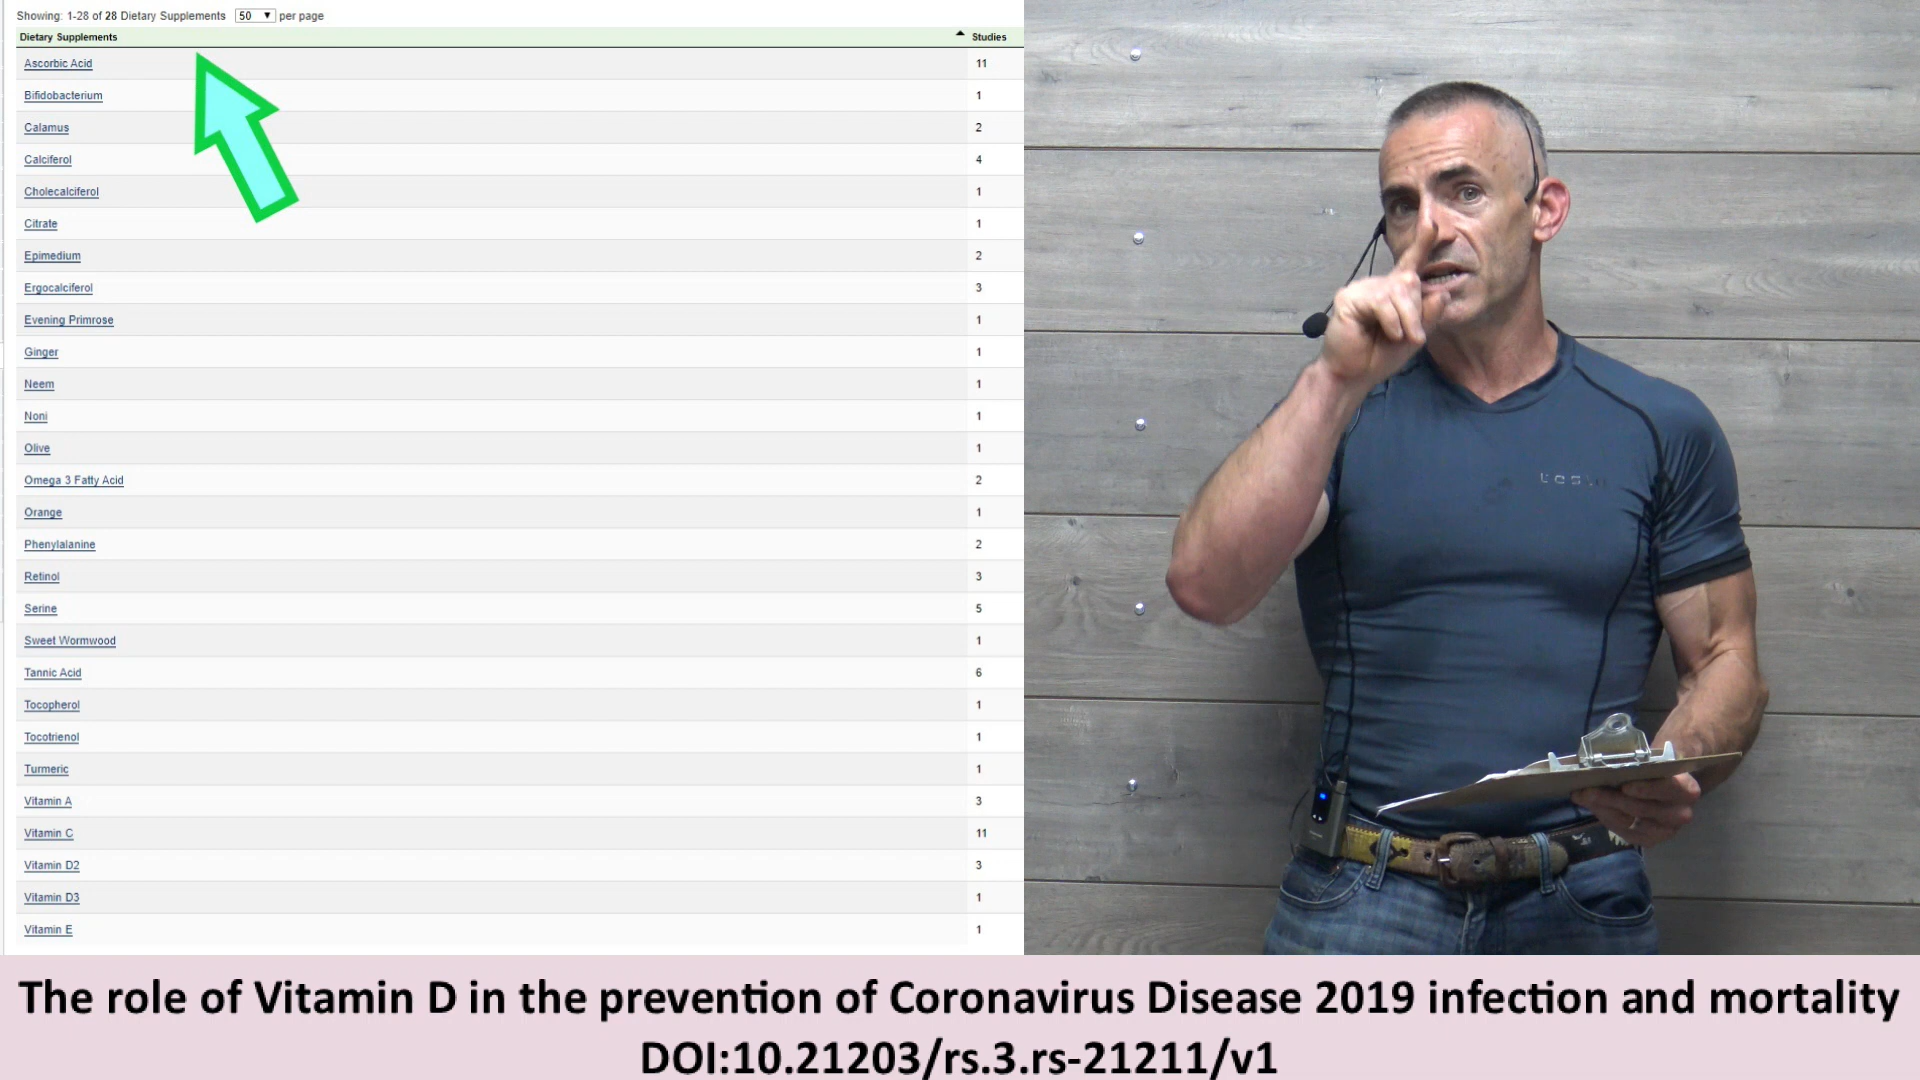 Showing: 1-28 of 28 Dietary Supplements 50 per page
Dietary Supplements Studies
Ascorbic Acid 11
Bifidobacterium 1
Calamus 2
Calciferol 4
Cholecalciferol 1
Citrate 1
Epimedium 2
Ergocalciferol 3
Evening Primrose 1
Ginger 1
Neem 1
Noni 1
Olive 1
Omega 3 Fatty Acid 2
Orange 1
Phenylalanine 2
Retinol 3
Serine 5
Sweet Wormwood 1
Tannic Acid 6
Tocopherol 1
Tocotrienol 1
Turmeric 1
Vitamin A 3
Vitamin C 11
Vitamin D2 3
Vitamin D3 1
Vitamin E 1
The role of Vitamin D in the prevention of Coronavirus Disease 2019 infection and mortality
DOI:10.21203/rs.3.rs-21211/v1